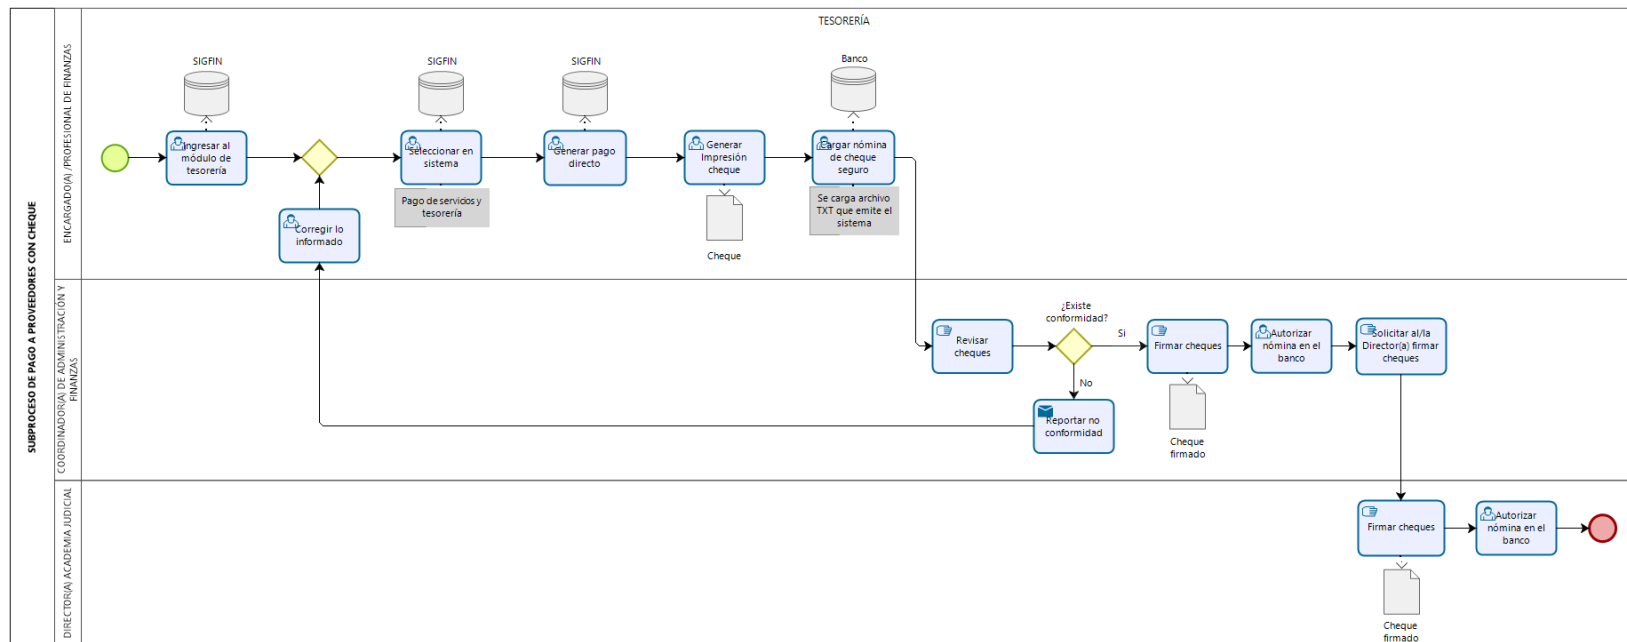 TESORERÍA
SUBPROCESO DE PAGO A PROVEEDORES CON CHEQUE
ENCARGADO(A) /PROFESIONAL DE FINANZAS
SIGFIN
SIGFIN
SIGFIN
Banco
Ingresar al
módulo de
tesorería
Seleccionar en
sistema
Generar pago
directo
Generar
Impresión
cheque
Cargar nómina
de cheque
seguro
Pago de servicios y
tesorería
Se carga archivo
TXT que emite el
sistema
Corregir lo
informado
Cheque
COORDINADOR(A) DE ADMINISTRACIÓN Y
FINANZAS
Revisar
cheques
¿Existe
conformidad?
Si
No
Firmar cheques
Autorizar
nómina en el
banco
Solicitar al/la
Director(a) firmar
cheques
Reportar no
conformidad
Cheque
firmado
DIRECTOR(A) ACADEMIA JUDICIAL
Firmar cheques
Autorizar
nómina en el
banco
Cheque
firmado